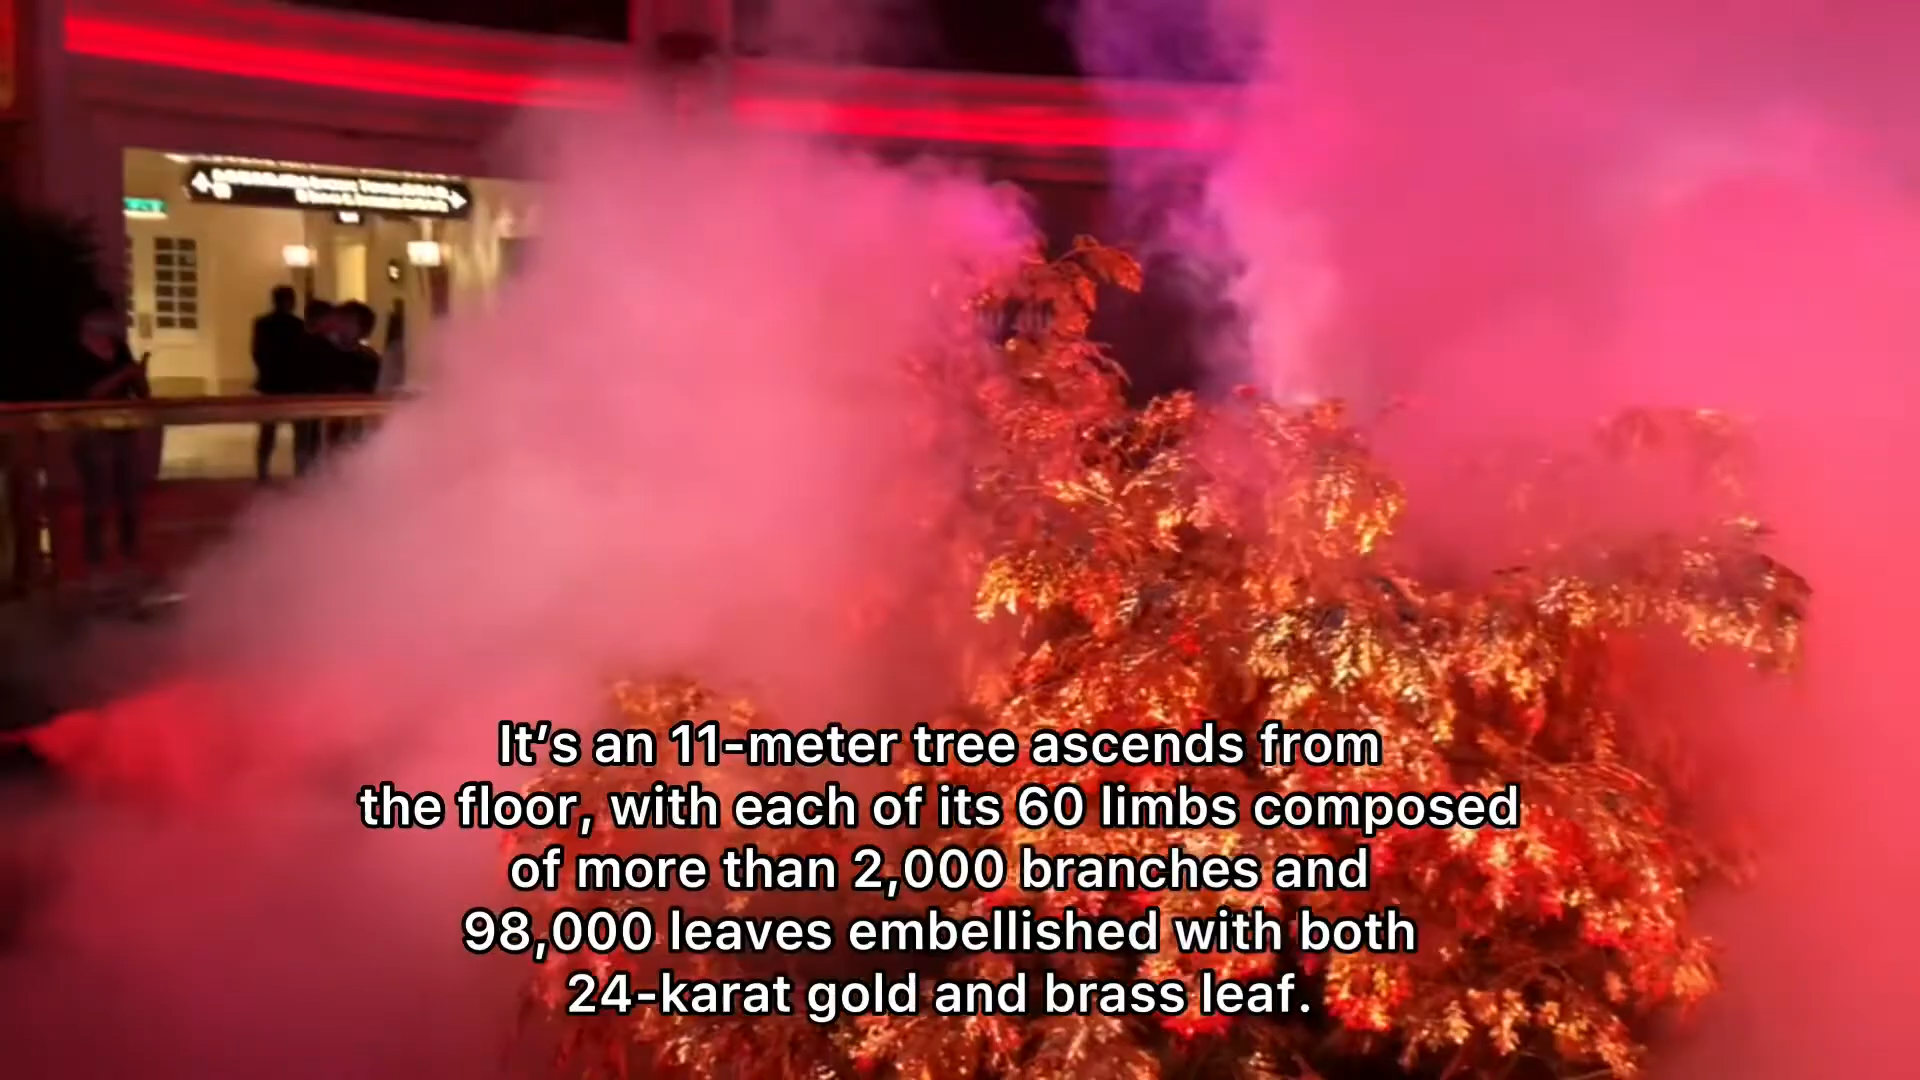 It’s an 11-meter tree ascends from
the floor, with each of its 60 limbs composed
of more than 2,000 branches and
98,000 leaves embellished with both
24-karat gold and brass leaf.